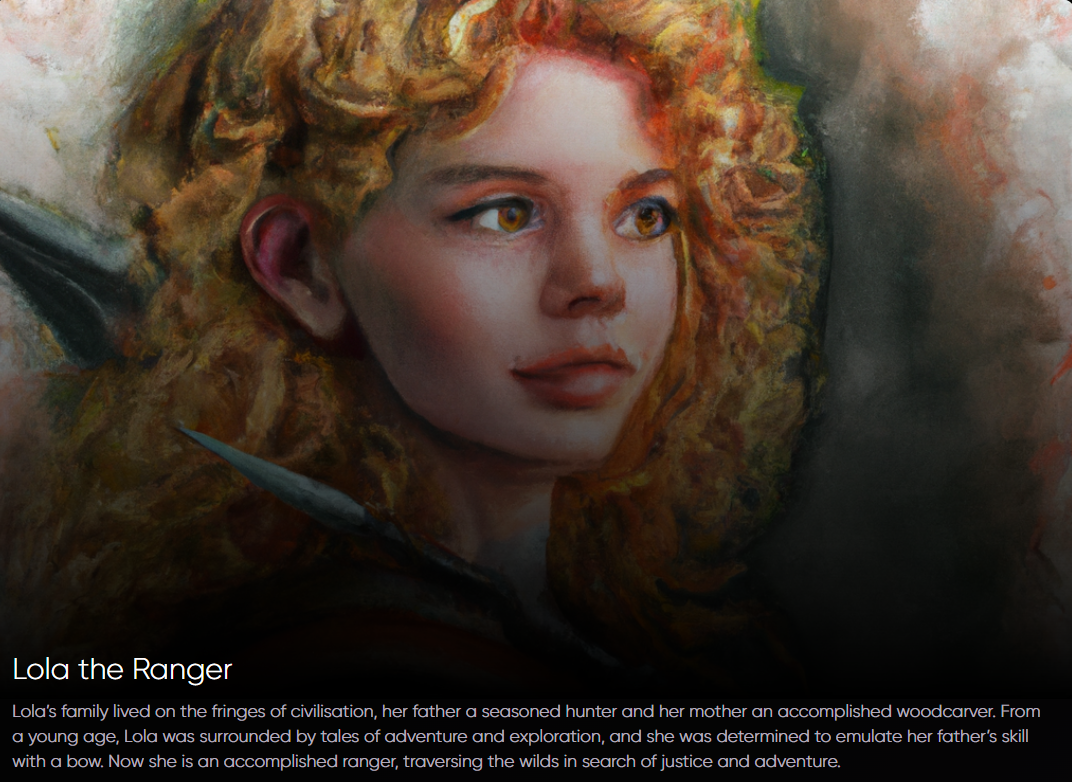 Lola the Ranger
Lola’s family lived on the fringes of civilisation, her father a seasoned hunter and her mother an accomplished woodcarver. From
a young age, Lola was surrounded by tales of adventure and exploration, and she was determined to emulate her father’s skill
with a bow. Now she is an accomplished ranger, traversing the wilds in search of justice and adventure.